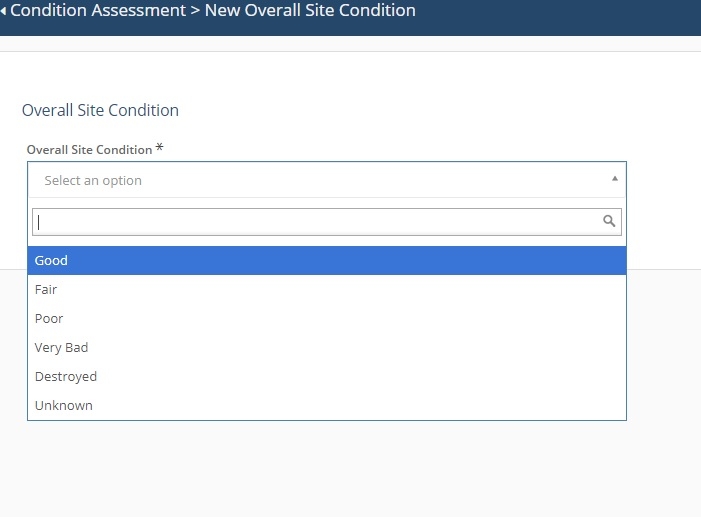 Condition Assessment > New Overall Site Condition
Overall Site Condition
Overall Site Condition *
Select an option
Good
Fair
Poor
Very Bad
Destroyed
Unknown